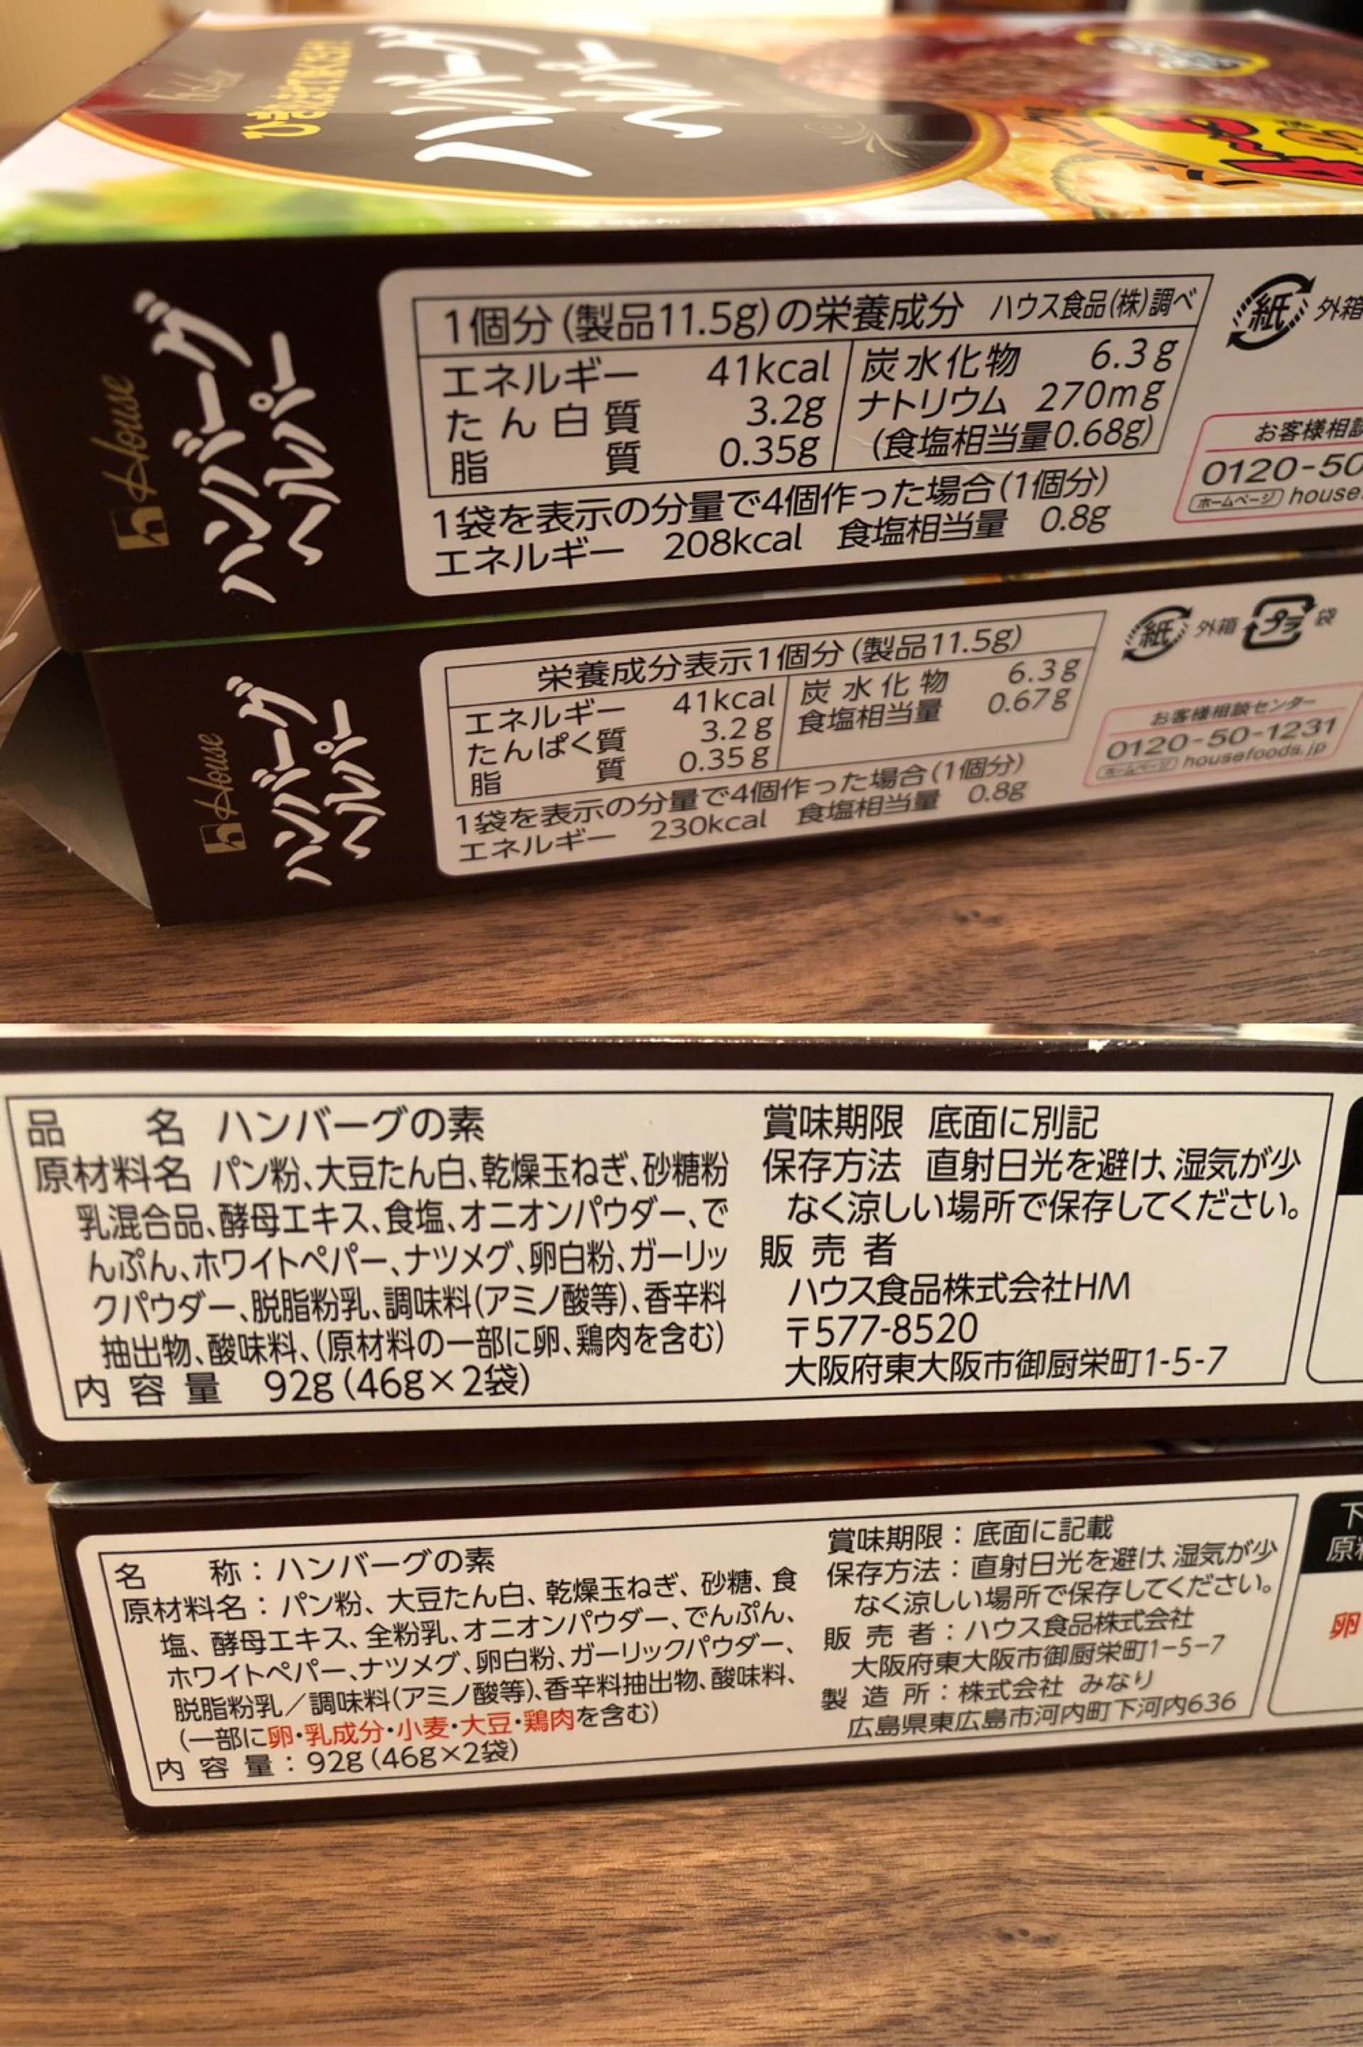 House
ひき肉と
ハンバーグ
ヘルパー
House
ハンバーグ
ヘルパー
1個分(製品11.5g)の栄養成分 ハウス食品(株)調べ
エネルギー 41kcal 炭水化物 6.3g
たん白質 3.2g ナトリウム 270mg
脂質 0.35g (食塩相当量0.68g)
1袋を表示の分量で4個作った場合(1個分)
エネルギー 208kcal 食塩相当量 0.8g
紙 外箱
お客様相談
0120-50
ホームページ house
House
ハンバーグ
ヘルパー
栄養成分表示1個分(製品11.5g)
エネルギー 41kcal 炭水化物 6.3g
たんぱく質 3.2g 食塩相当量 0.67g
脂質 0.35g
1袋を表示の分量で4個作った場合(1個分)
エネルギー 230kcal 食塩相当量 0.8g
紙 外箱 プラ 袋
お客様相談センター
0120-50-1231
ホームページ housefoods.jp
品名 ハンバーグの素
原材料名 パン粉、大豆たん白、乾燥玉ねぎ、砂糖粉
乳混合品、酵母エキス、食塩、オニオンパウダー、で
んぷん、ホワイトペパー、ナツメグ、卵白粉、ガーリッ
クパウダー、脱脂粉乳、調味料(アミノ酸等)、香辛料
抽出物、酸味料、(原材料の一部に卵、鶏肉を含む)
内容量 92g(46g×2袋)
賞味期限 底面に別記
保存方法 直射日光を避け、湿気が少
なく涼しい場所で保存してください。
販売者
ハウス食品株式会社HM
〒577-8520
大阪府東大阪市御厨栄町1-5-7
名称:ハンバーグの素
原材料名:パン粉、大豆たん白、乾燥玉ねぎ、砂糖、食
塩、酵母エキス、全粉乳、オニオンパウダー、でんぷん、
ホワイトペパー、ナツメグ、卵白粉、ガーリックパウダー、
脱脂粉乳/調味料(アミノ酸等)、香辛料抽出物、酸味料、
(一部に卵・乳成分・小麦・大豆・鶏肉を含む)
内容量:92g(46g×2袋)
賞味期限:底面に記載
保存方法:直射日光を避け、湿気が少
なく涼しい場所で保存してください。
販売者:ハウス食品株式会社
大阪府東大阪市御厨栄町1-5-7
製造所:株式会社 みなり
広島県東広島市河内町下河内636
下
原料
卵